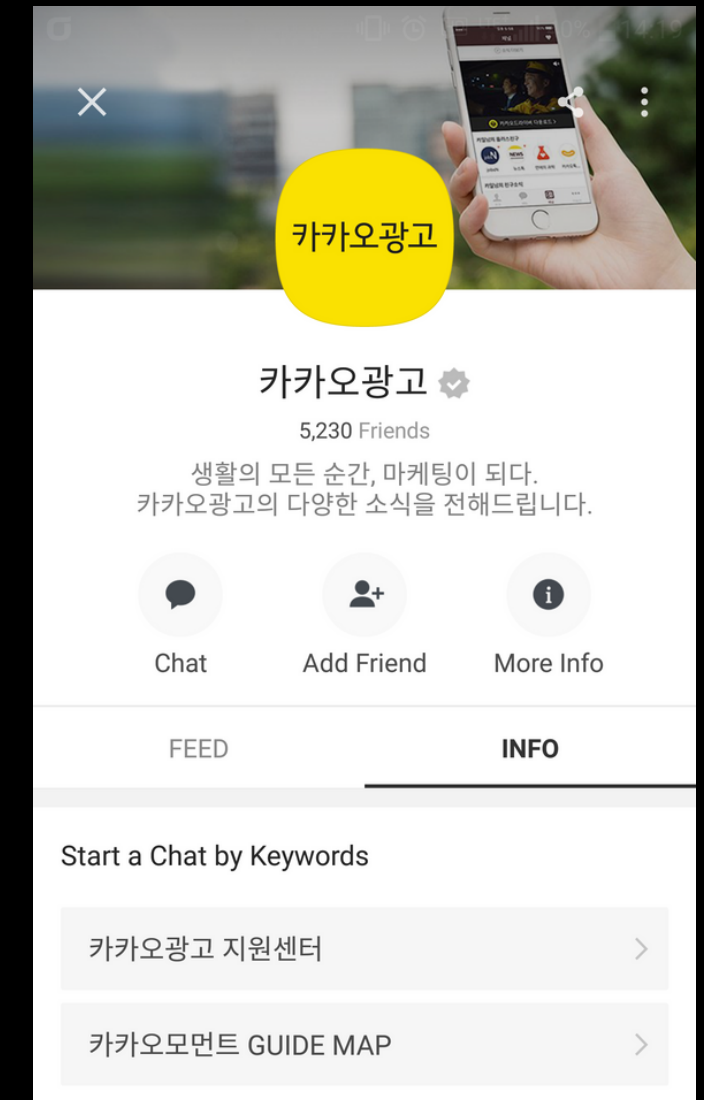 14:19
카카오광고
카카오광고
5,230 Friends
생활의 모든 순간, 마케팅이 되다.
카카오광고의 다양한 소식을 전해드립니다.
Chat
Add Friend
More Info
FEED
INFO
Start a Chat by Keywords
카카오광고 지원센터
카카오모먼트 GUIDE MAP